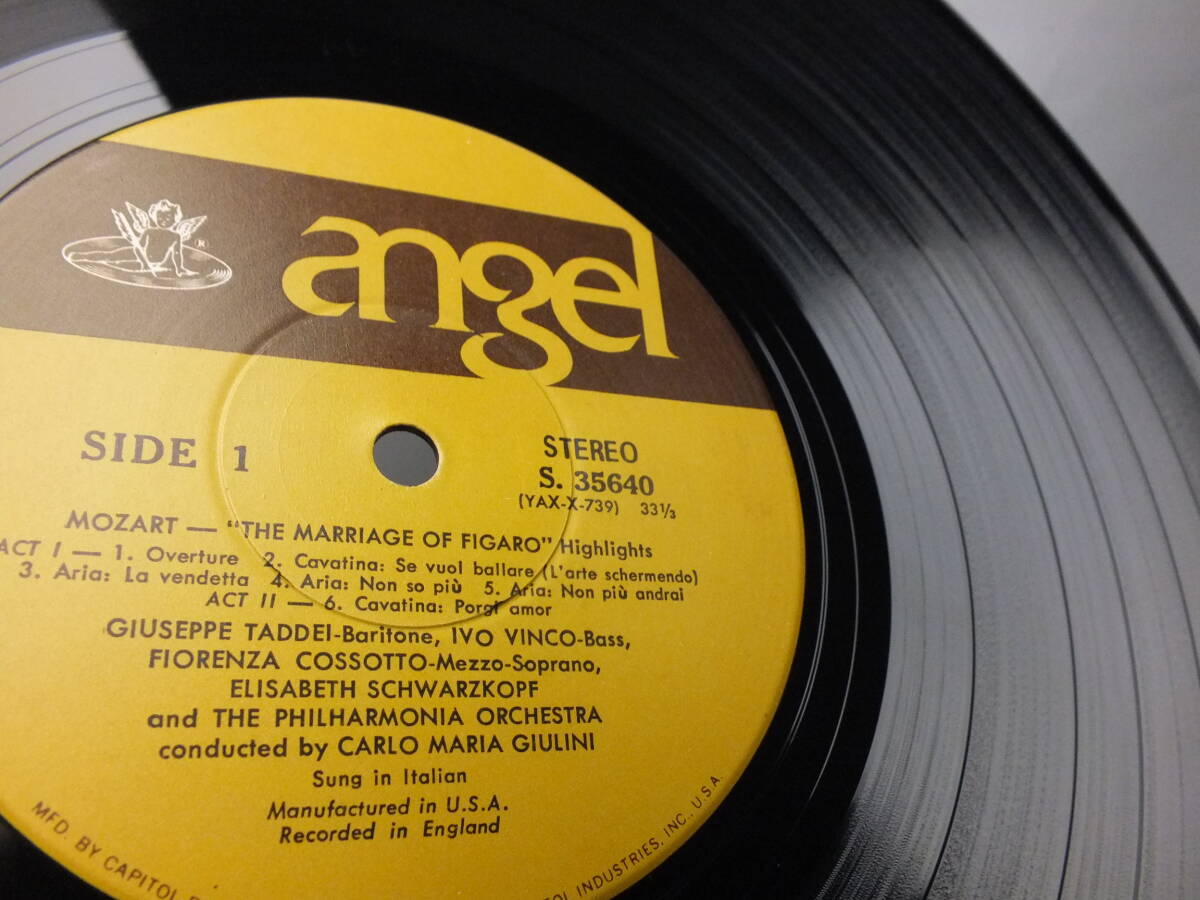 angel
®
SIDE 1
STEREO
S. 35640
(YAX-X-739) 33⅓
MOZART — "THE MARRIAGE OF FIGARO" Highlights
ACT I — 1. Overture 2. Cavatina: Se vuol ballare (L'arte schermendo)
3. Aria: La vendetta 4. Aria: Non so più 5. Aria: Non più andrai
ACT II — 6. Cavatina: Porgi amor
GIUSEPPE TADDEI-Baritone, IVO VINCO-Bass,
FIORENZA COSSOTTO-Mezzo-Soprano,
ELISABETH SCHWARZKOPF
and THE PHILHARMONIA ORCHESTRA
conducted by CARLO MARIA GIULINI
Sung in Italian
Manufactured in U.S.A.
Recorded in England
MFD. BY CAPITOL
INDUSTRIES, INC., U.S.A.